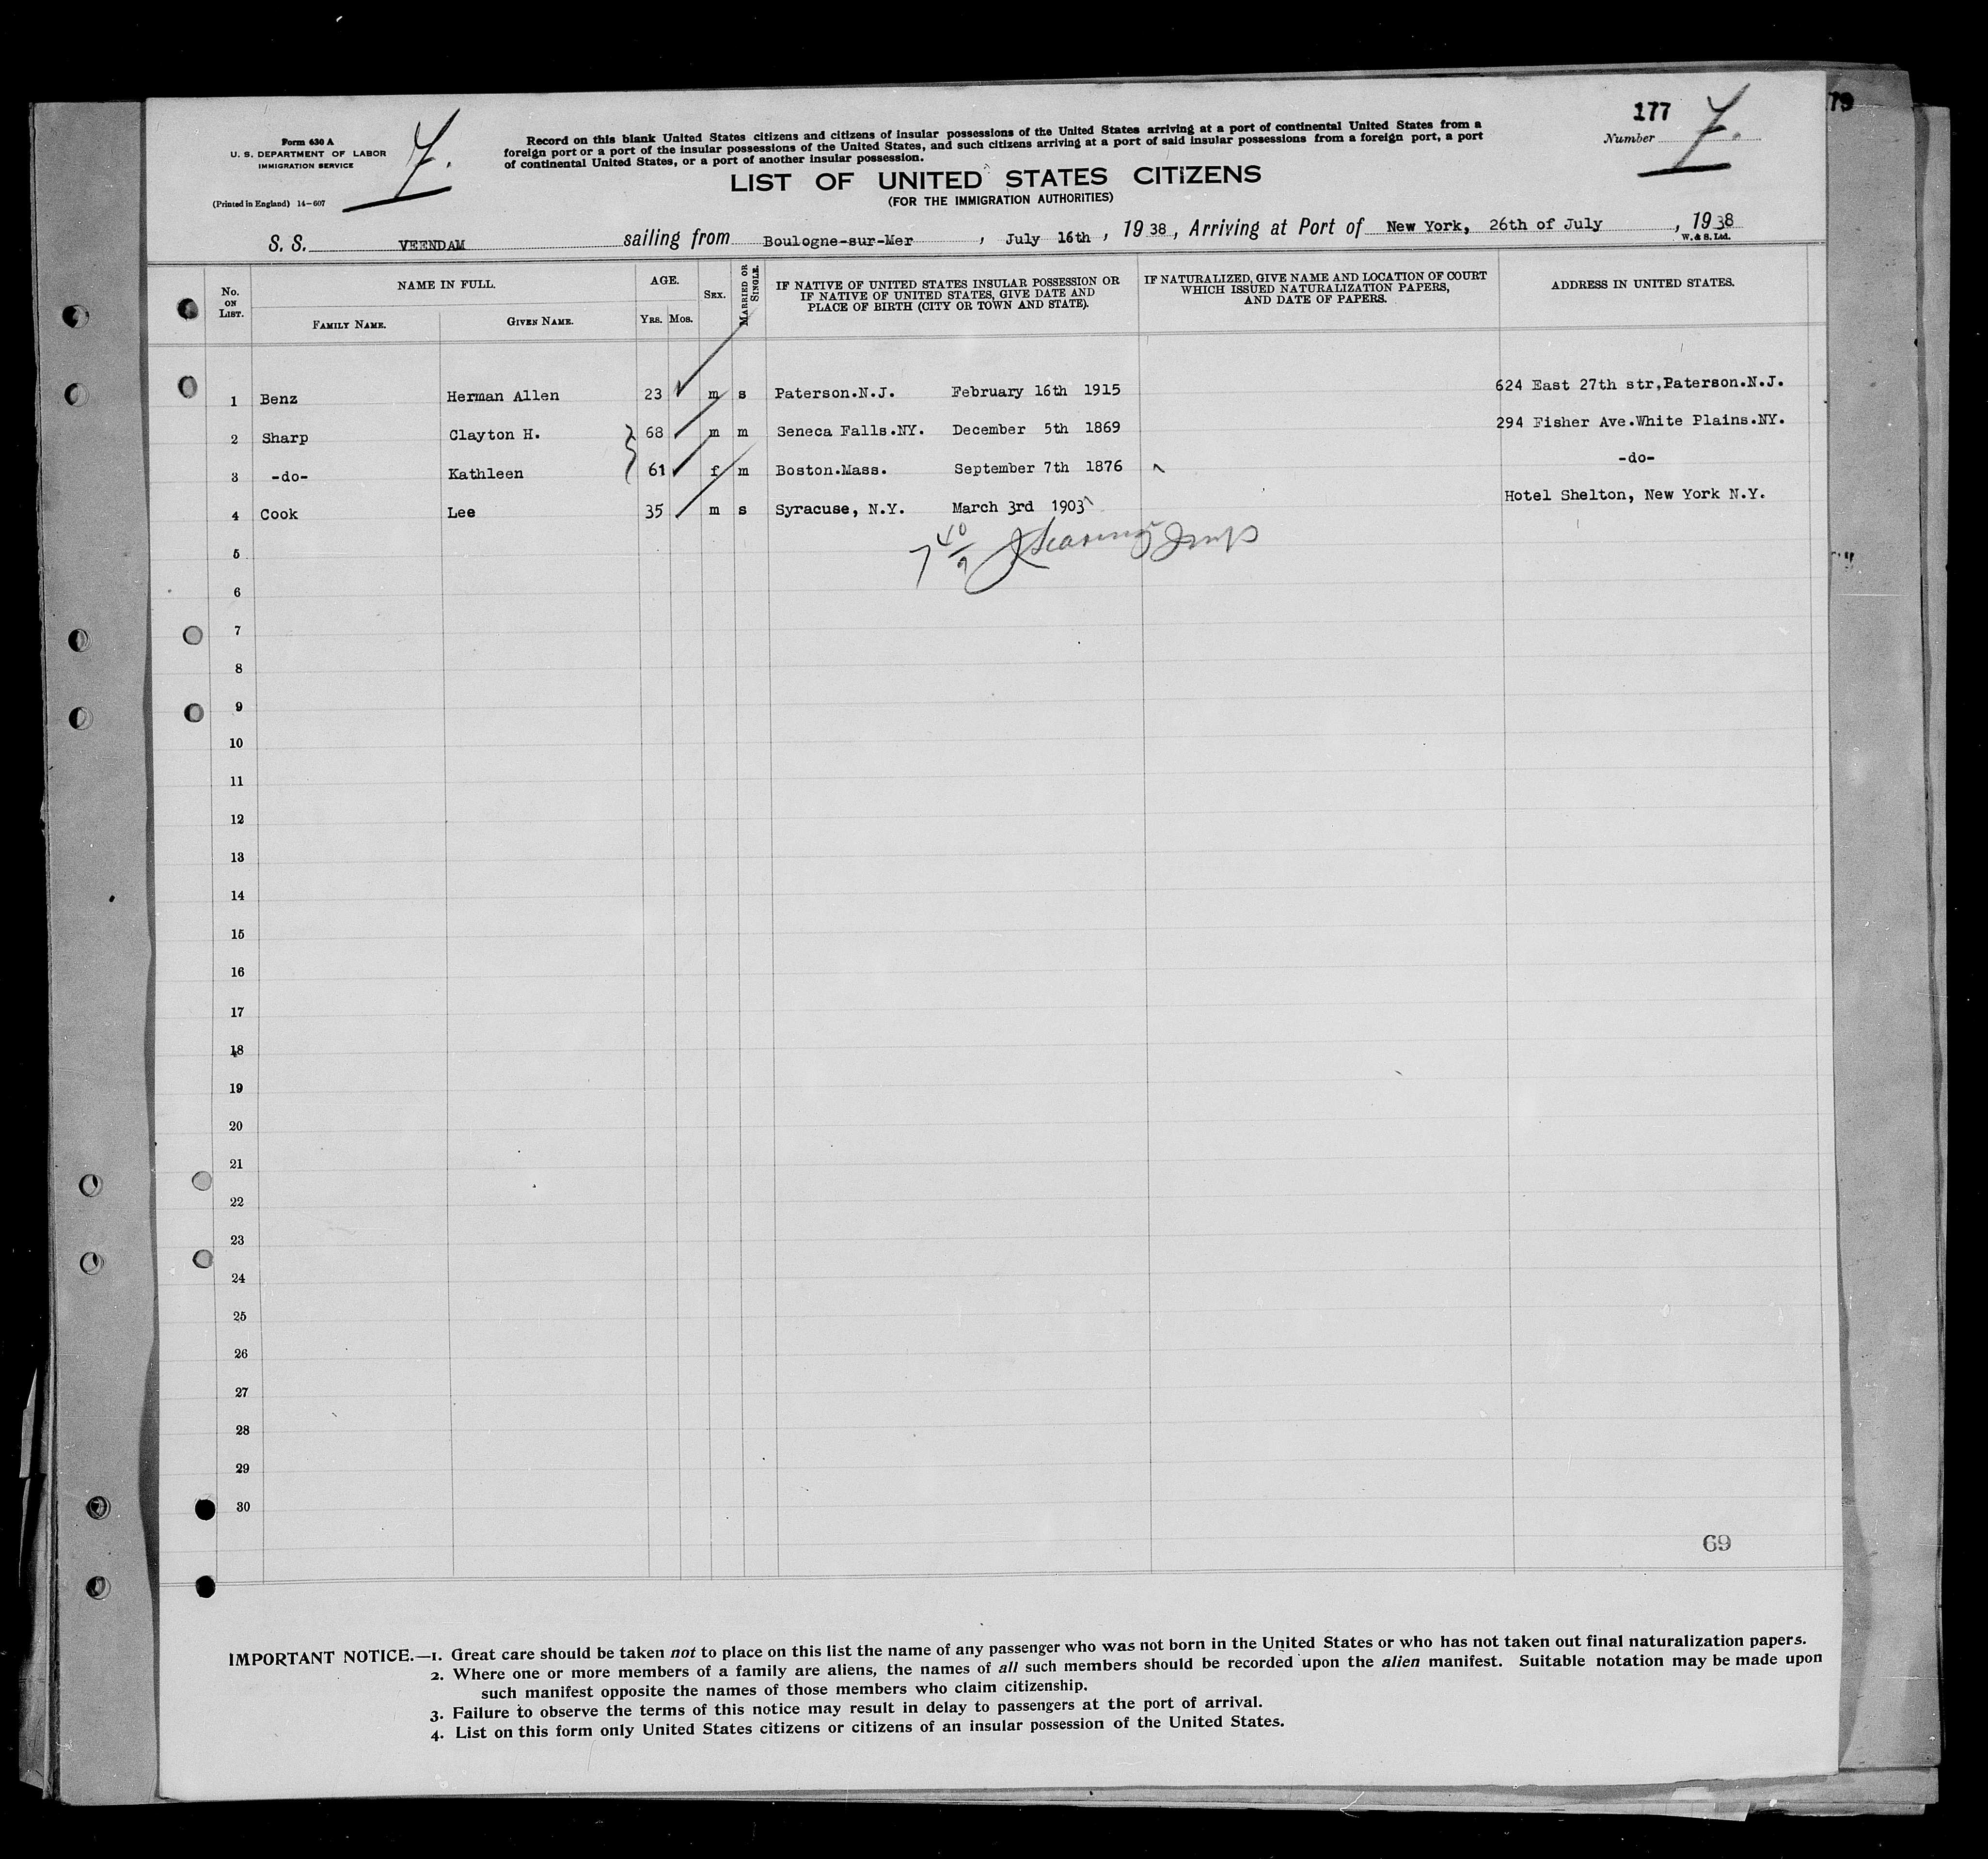 177
79
Form 630 A
U. S. DEPARTMENT OF LABOR
IMMIGRATION SERVICE
(Printed in England) 14-607
7.
Record on this blank United States citizens and citizens of insular possessions of the United States arriving at a port of continental United States from a
foreign port or a port of the insular possessions of the United States, and such citizens arriving at a port of said insular possessions from a foreign port, a port
of continental United States, or a port of another insular possession.
Number 7.
LIST OF UNITED STATES CITIZENS
(FOR THE IMMIGRATION AUTHORITIES)
S. S. VEENDAM sailing from Boulogne-sur-Mer, July 16th, 1938, Arriving at Port of New York, 26th of July, 1938
W. & S. Ltd.
No. ON LIST. NAME IN FULL. AGE. SEX. MARRIED OR SINGLE. IF NATIVE OF UNITED STATES INSULAR POSSESSION OR IF NATIVE OF UNITED STATES, GIVE DATE AND PLACE OF BIRTH (CITY OR TOWN AND STATE). IF NATURALIZED, GIVE NAME AND LOCATION OF COURT WHICH ISSUED NATURALIZATION PAPERS, AND DATE OF PAPERS. ADDRESS IN UNITED STATES.
FAMILY NAME. GIVEN NAME. YRS. MOS.
1 Benz Herman Allen 23 m s Paterson.N.J. February 16th 1915 624 East 27th str,Paterson.N.J.
2 Sharp Clayton H. 68 m m Seneca Falls.NY. December 5th 1869 294 Fisher Ave.White Plains.NY.
3 -do- Kathleen 61 f m Boston.Mass. September 7th 1876 -do-
4 Cook Lee 35 m s Syracuse, N.Y. March 3rd 1903 Hotel Shelton, New York N.Y.
5
6
7
8
9
10
11
12
13
14
15
16
17
18
19
20
21
22
23
24
25
26
27
28
29
30
69
IMPORTANT NOTICE.—1. Great care should be taken not to place on this list the name of any passenger who was not born in the United States or who has not taken out final naturalization papers.
2. Where one or more members of a family are aliens, the names of all such members should be recorded upon the alien manifest. Suitable notation may be made upon
such manifest opposite the names of those members who claim citizenship.
3. Failure to observe the terms of this notice may result in delay to passengers at the port of arrival.
4. List on this form only United States citizens or citizens of an insular possession of the United States.